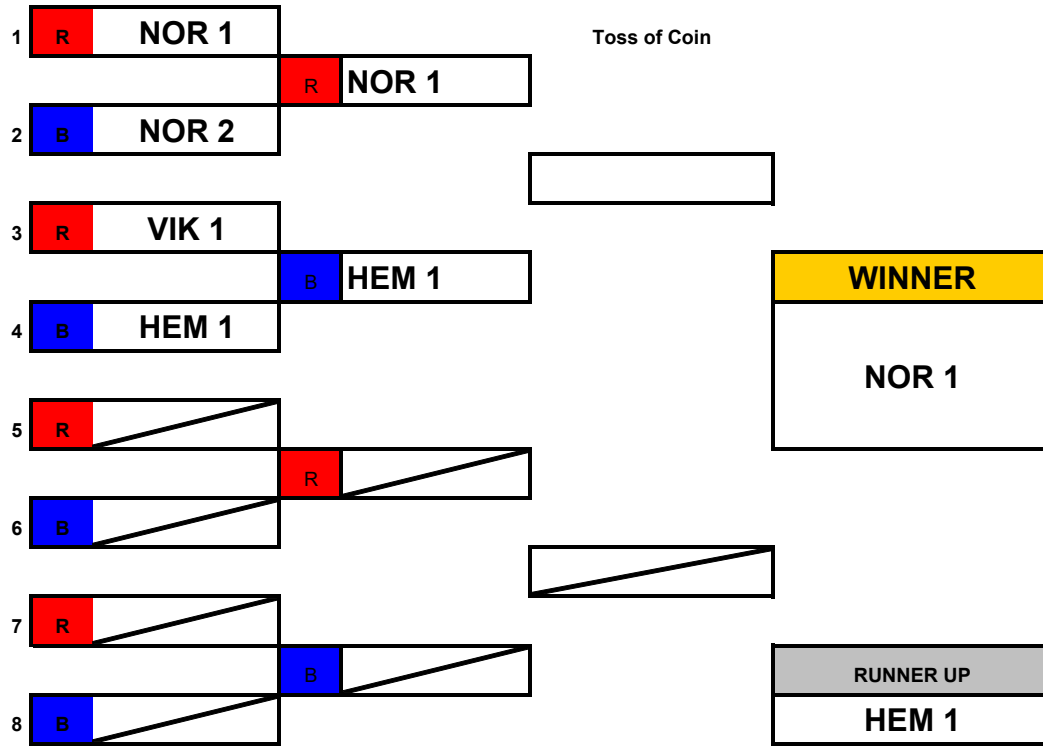 1 R NOR 1 Toss of Coin
R NOR 1
2 B NOR 2
3 R VIK 1
B HEM 1 WINNER
4 B HEM 1
NOR 1
5 R
R
6 B
7 R
B RUNNER UP
8 B HEM 1